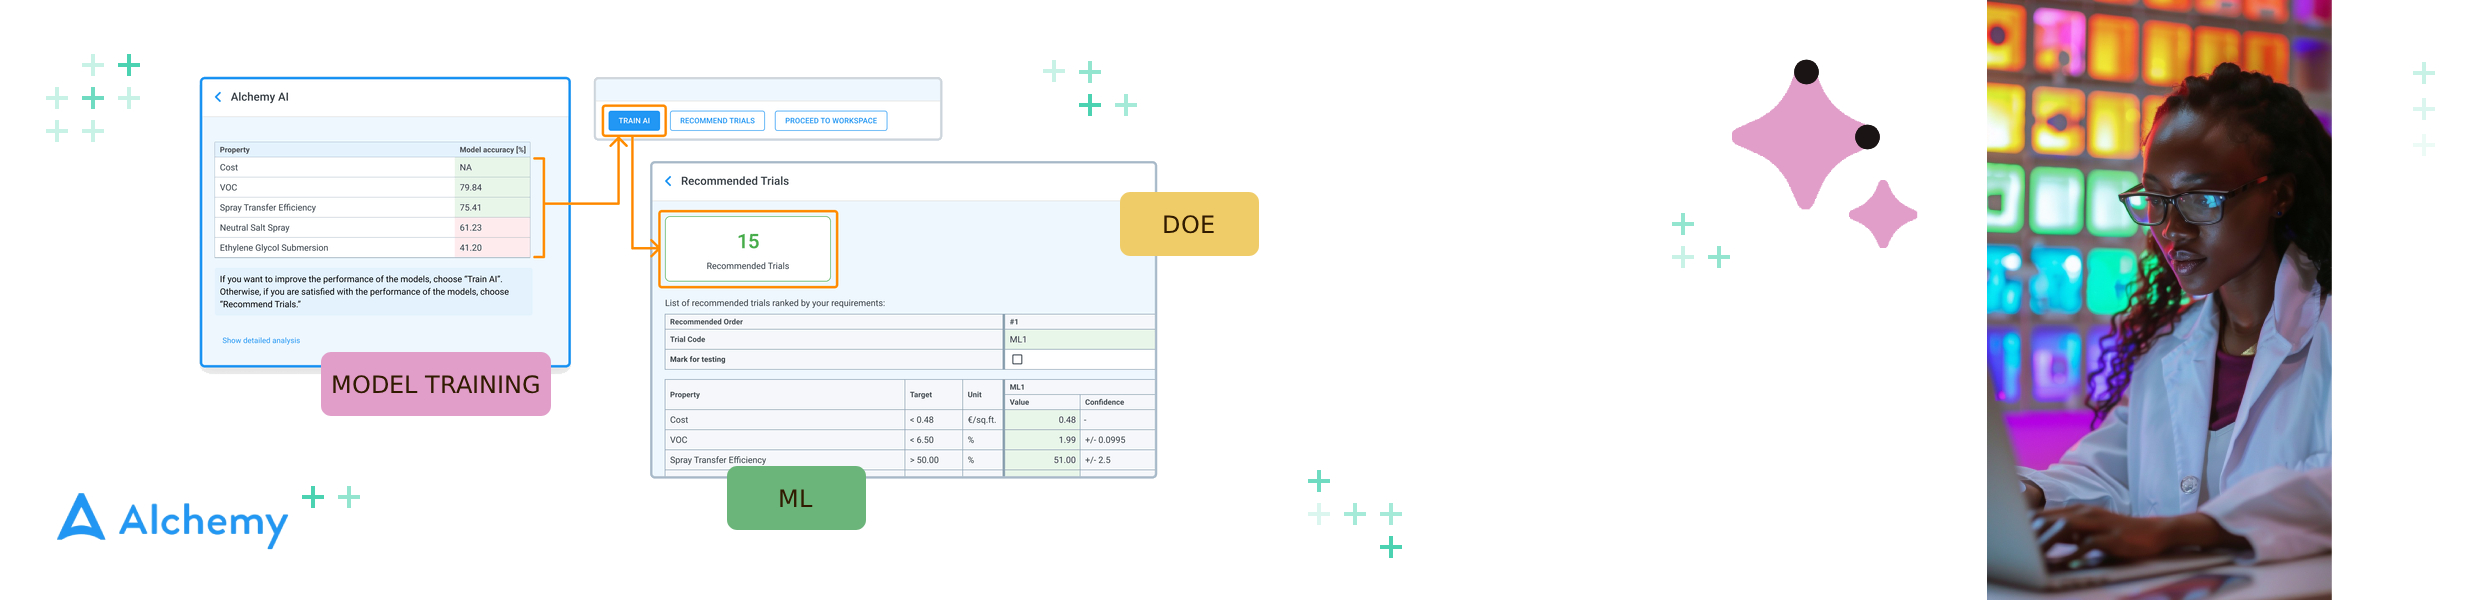 Alchemy AI
Property Model accuracy [%]
Cost NA
VOC 79.84
Spray Transfer Efficiency 75.41
Neutral Salt Spray 61.23
Ethylene Glycol Submersion 41.20
If you want to improve the performance of the models, choose “Train AI”.
Otherwise, if you are satisfied with the performance of the models, choose
“Recommend Trials.”
Show detailed analysis
MODEL TRAINING
TRAIN AI RECOMMEND TRIALS PROCEED TO WORKSPACE
Recommended Trials
DOE
15
Recommended Trials
List of recommended trials ranked by your requirements:
Recommended Order #1
Trial Code ML1
Mark for testing
Property Target Unit ML1
Value Confidence
Cost < 0.48 €/sq.ft. 0.48 -
VOC < 6.50 % 1.99 +/- 0.0995
Spray Transfer Efficiency > 50.00 % 51.00 +/- 2.5
ML
Alchemy